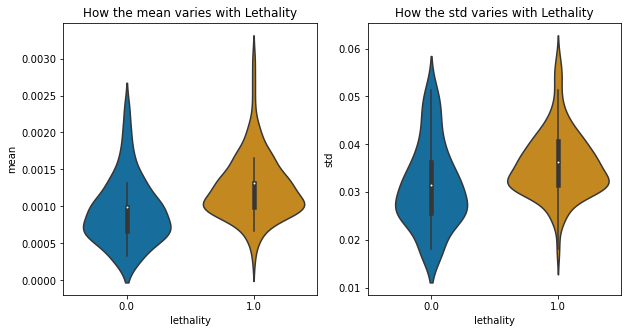 How the mean varies with Lethality
mean
0.0030
0.0025
0.0020
0.0015
0.0010
0.0005
0.0000
0.0 1.0
lethality
How the std varies with Lethality
std
0.06
0.05
0.04
0.03
0.02
0.01
0.0 1.0
lethality